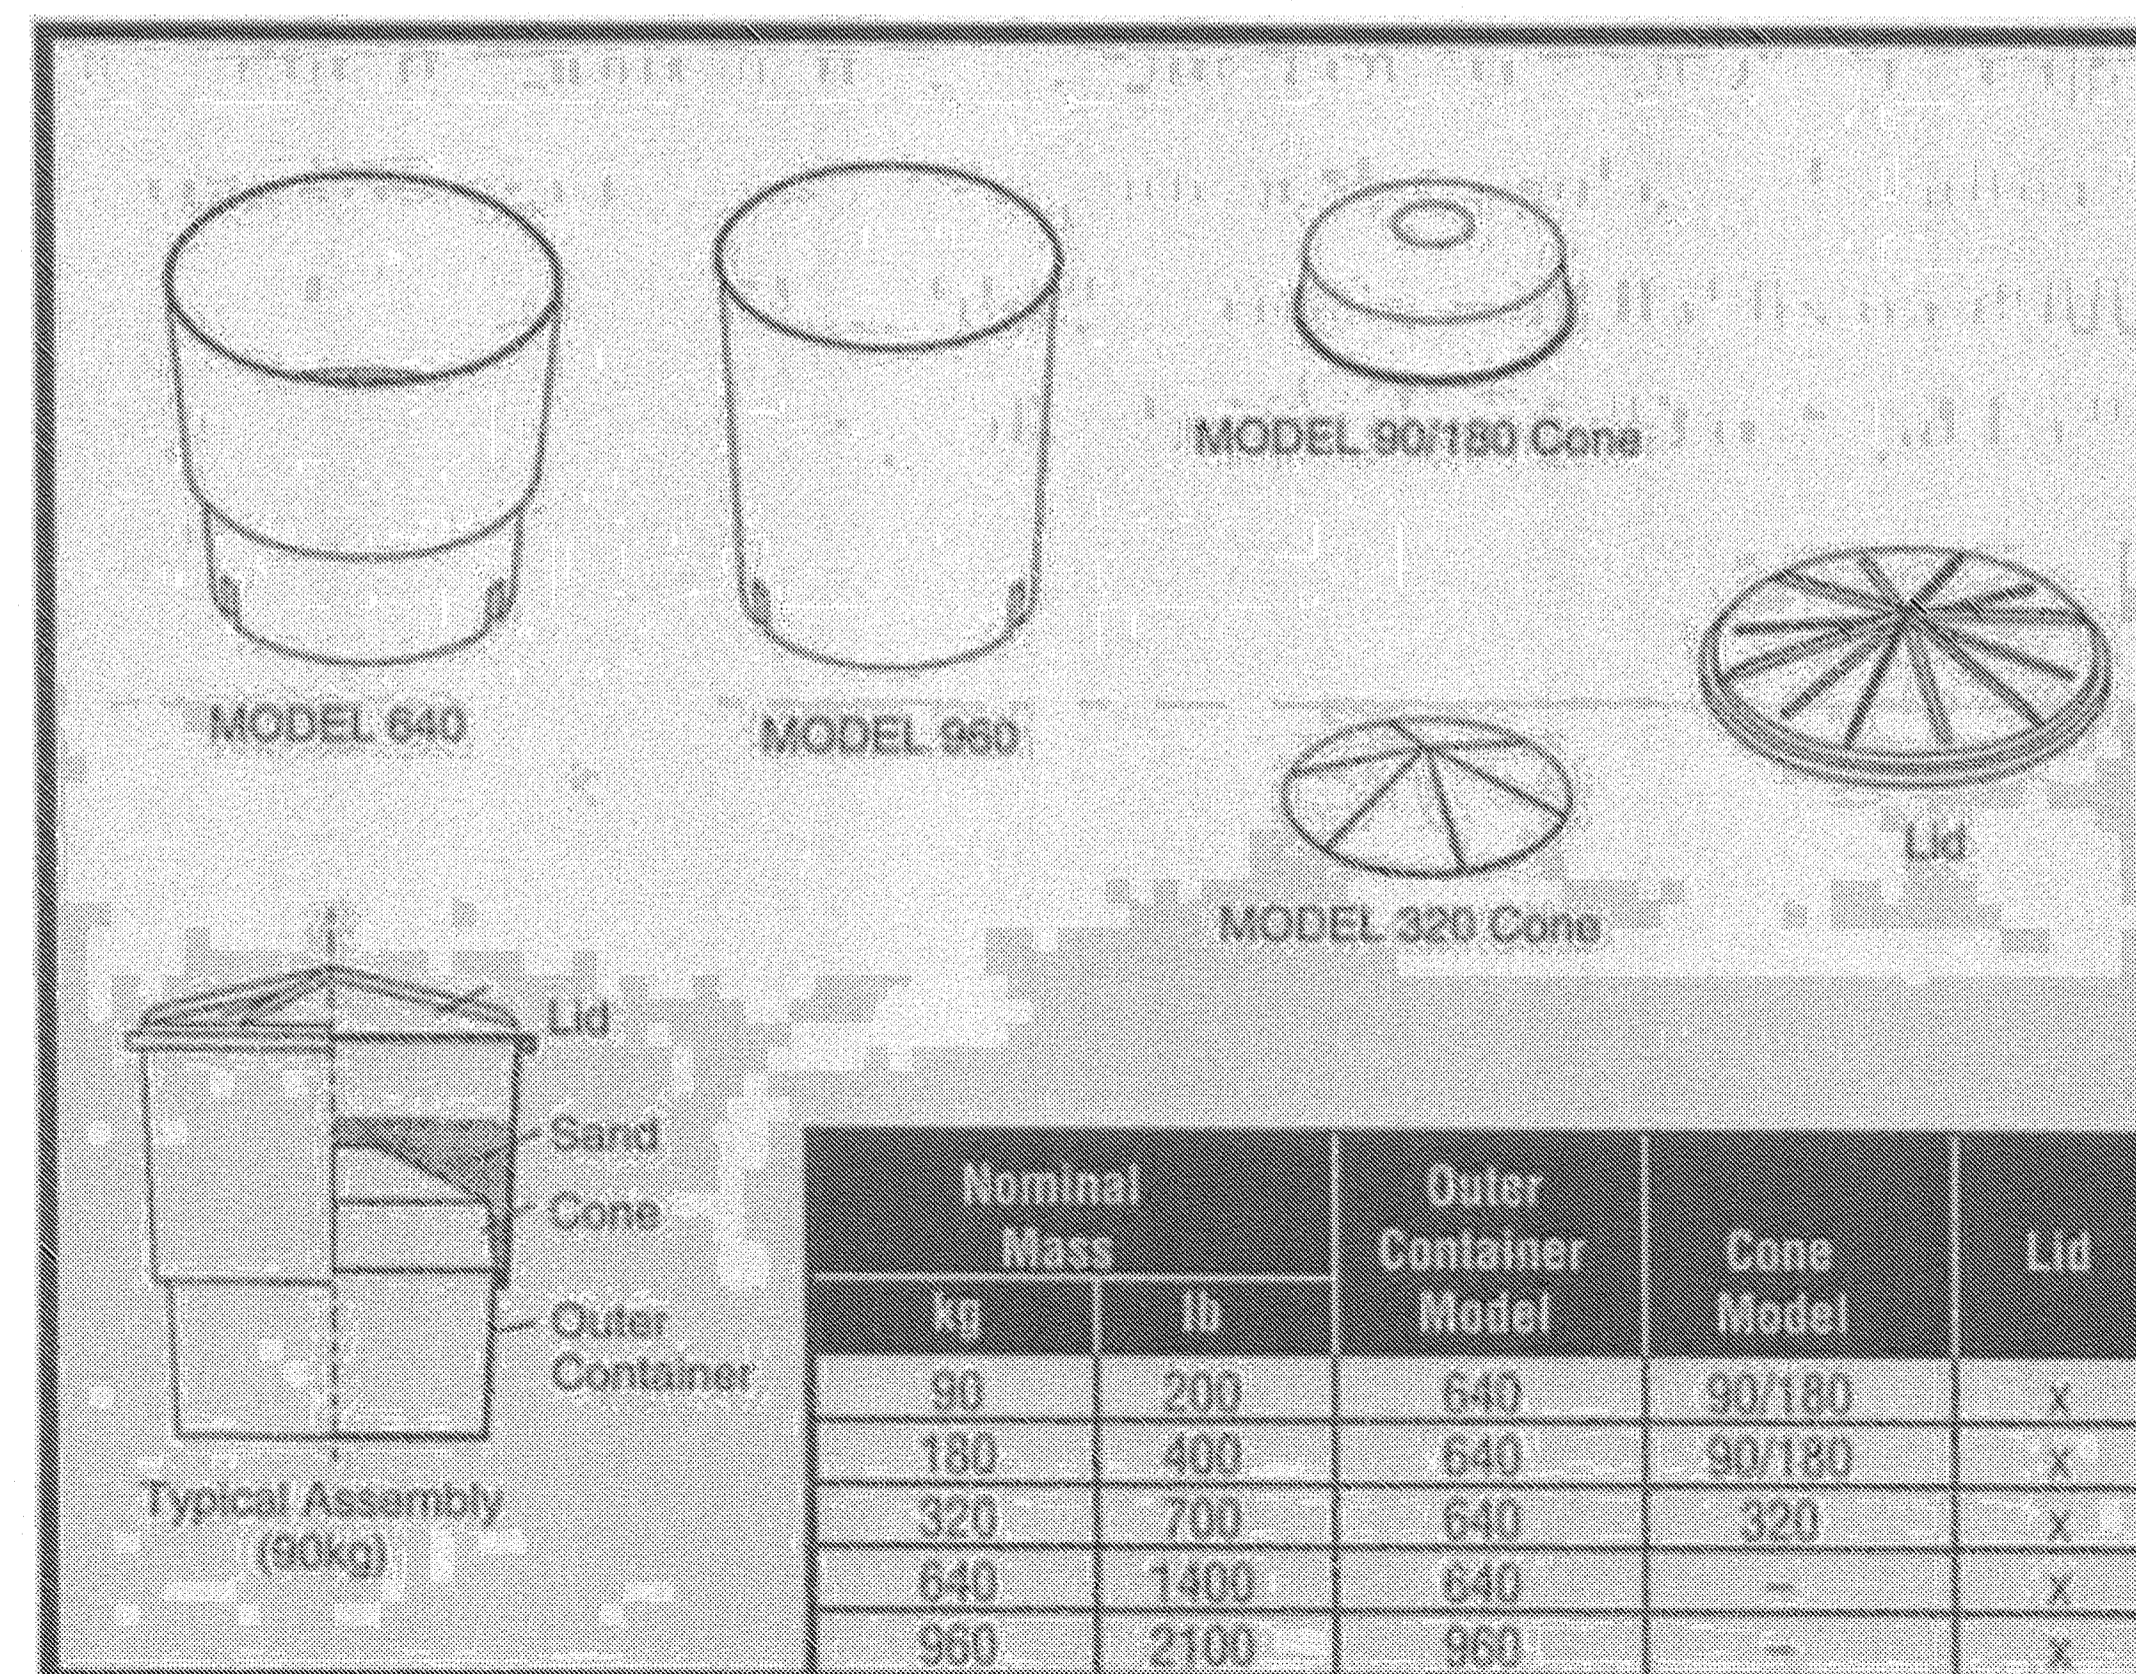 MODEL 90/180 Cone
MODEL 640
MODEL 960
Lid
MODEL 320 Cone
Lid
Sand
Cone
Outer
Container
Typical Assembly
(90kg)
Nominal
Mass
Outer
Container
Model
Cone
Model
Lid
kg lb
90 200 640 90/180 X
180 400 640 90/180 X
320 700 640 320 X
640 1400 640 – X
960 2100 960 – X